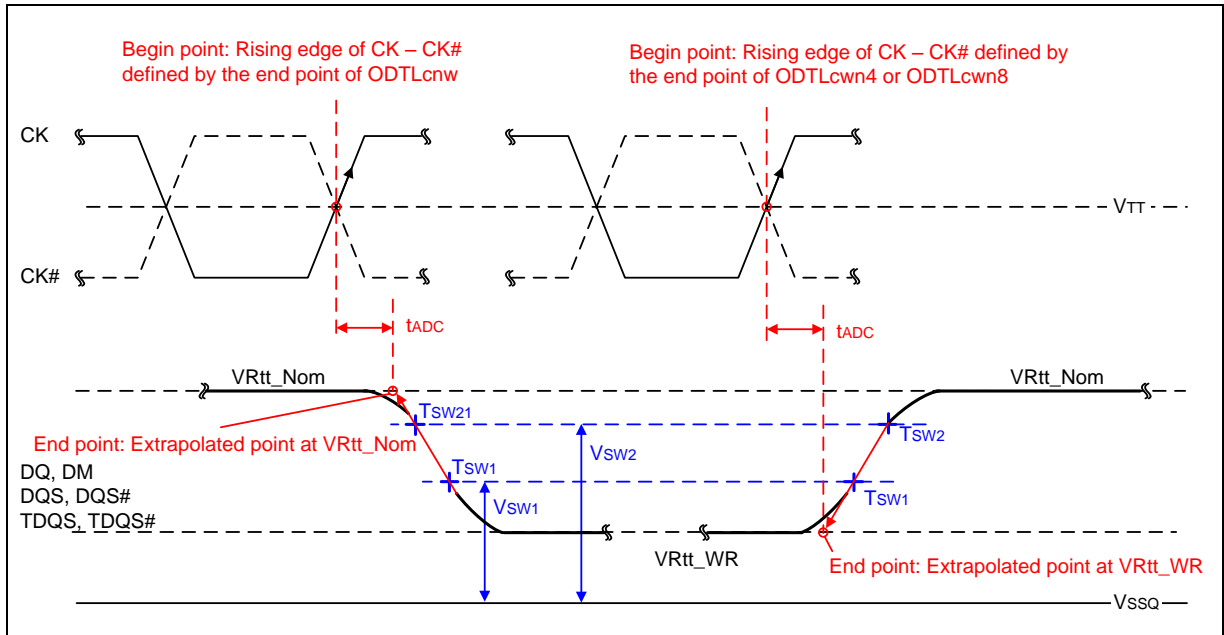 Begin point: Rising edge of CK – CK#
defined by the end point of ODTLcnw
Begin point: Rising edge of CK – CK# defined by
the end point of ODTLcwn4 or ODTLcwn8
CK
VTT
CK#
tADC
tADC
VRtt_Nom
VRtt_Nom
TSW21
TSW2
End point: Extrapolated point at VRtt_Nom
VSW2
DQ, DM
DQS, DQS#
TDQS, TDQS#
TSW1
TSW1
VSW1
VRtt_WR
End point: Extrapolated point at VRtt_WR
VSSQ